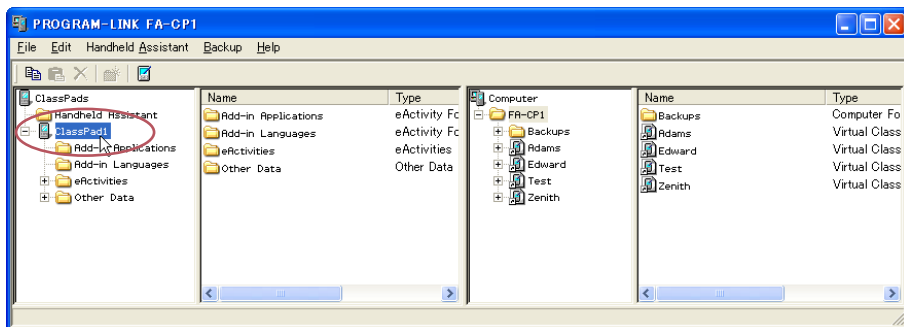 PROGRAM-LINK FA-CP1
File Edit Handheld Assistant Backup Help
ClassPads
Handheld Assistant
ClassPad1
Add-in Applications
Add-in Languages
eActivities
Other Data
Name Type
Add-in Applications eActivity Fo
Add-in Languages eActivity Fo
eActivities eActivities
Other Data Other Data
Computer
FA-CP1
Backups
Adams
Edward
Test
Zenith
Name Type
Backups Computer Fo
Adams Virtual Class
Edward Virtual Class
Test Virtual Class
Zenith Virtual Class